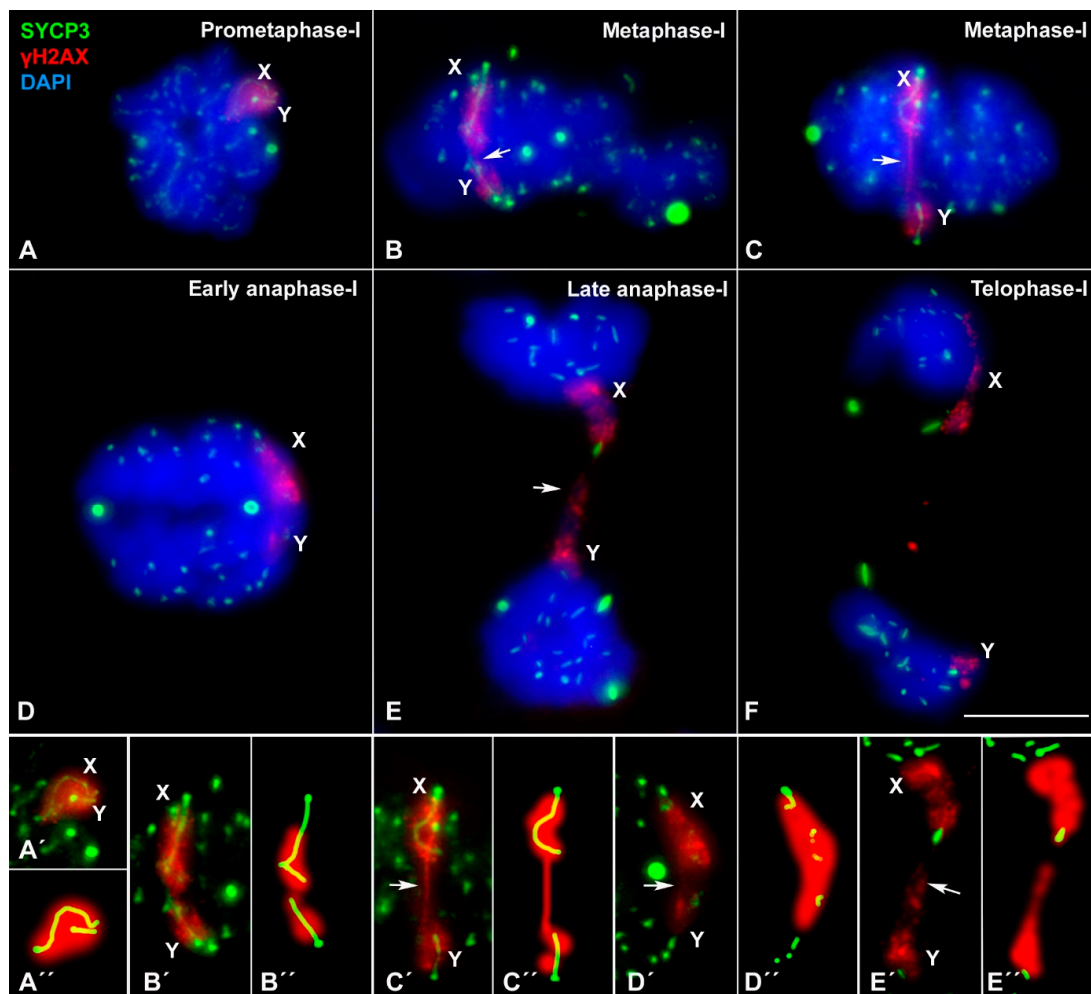 SYCP3
γH2AX
DAPI
Prometaphase-I
X
Y
A
Metaphase-I
X
Y
B
Metaphase-I
X
Y
C
Early anaphase-I
X
Y
D
Late anaphase-I
X
Y
E
Telophase-I
X
Y
F
X
Y
A´
A´´
X
Y
B´
B´´
X
Y
C´
C´´
X
Y
D´
D´´
X
Y
E´
E´´